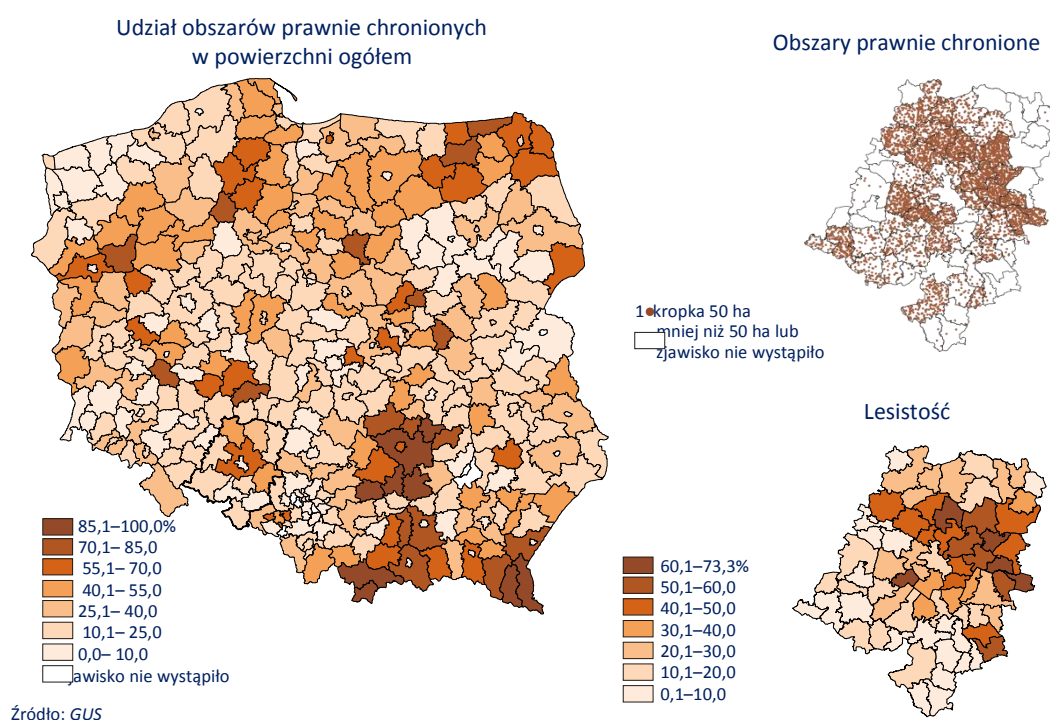 Udział obszarów prawnie chronionych
w powierzchni ogółem
85,1–100,0%
70,1– 85,0
55,1– 70,0
40,1– 55,0
25,1– 40,0
10,1– 25,0
0,0– 10,0
jawisko nie wystąpiło
Źródło: GUS
Obszary prawnie chronione
1 kropka 50 ha
mniej niż 50 ha lub
zjawisko nie wystąpiło
Lesistość
60,1–73,3%
50,1–60,0
40,1–50,0
30,1–40,0
20,1–30,0
10,1–20,0
0,1–10,0